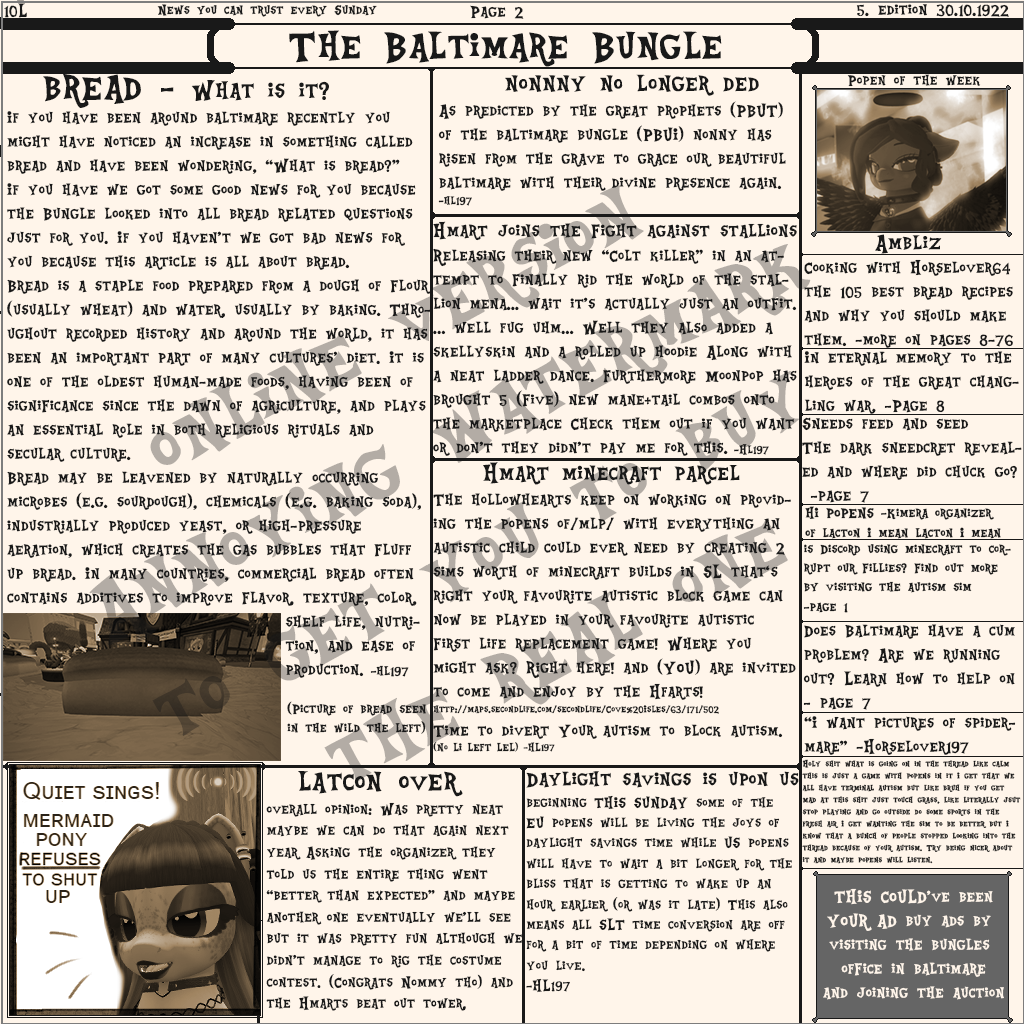 10L
News you can trust every Sunday
Page 2
5. Edition 30.10.1922
The Baltimare Bungle
BREAD - What is it?
if you have been around Baltimare recently you
might have noticed an increase in something called
bread and have been wondering, "What is bread?"
if you have we got some good news for you because
the Bungle looked into all bread related questions
just for you. if you haven't we got bad news for
you because this article is all about bread.
Bread is a staple food prepared from a dough of flour
(usually wheat) and water, usually by baking. Thro-
ughout recorded history and around the world, it has
been an important part of many cultures' diet. It is
one of the oldest human-made foods, having been of
significance since the dawn of agriculture, and plays
an essential role in both religious rituals and
secular culture.
Bread may be leavened by naturally occurring
microbes (e.g. sourdough), chemicals (e.g. baking soda),
industrially produced yeast, or high-pressure
aeration, which creates the gas bubbles that fluff
up bread. In many countries, commercial bread often
contains additives to improve flavor, texture, color,
shelf life, nutri-
tion, and ease of
production. -HL197
(Picture of bread seen
in the wild to the left)
Nonnny no longer ded
As predicted by the great prophets (PBUT)
of the Baltimare Bungle (PBUI) Nonny has
risen from the grave to grace our beautiful
Baltimare with their divine presence again.
-HL197
Hmart joins the fight against stallions
Releasing their new "Colt Killer" in an at-
tempt to finally rid the world of the stal-
lion mena... wait it's actually just an outfit.
... Well fug uhm... Well they also added a
skellyskin and a rolled up hoodie Along with
a neat ladder dance. Furthermore Moonpop has
brought 5 (five) new mane+tail combos onto
the marketplace Check them out if you want
or don't they didn't pay me for this. -HL197
Hmart minecraft parcel
The Hollowhearts keep on working on provid-
ing the popens of/mlp/ with everything an
autistic child could ever need by creating 2
sims worth of minecraft builds in SL that's
right your favourite autistic block game can
now be played in your favourite autistic
first life replacement game! Where you
might ask? Right here! and (You) are invited
to come and enjoy by the Hfarts!
http://maps.secondlife.com/secondlife/Cove%20Isles/63/171/502
Time to divert your autism to block autism.
(No Li Left Lel) -HL197
Popen of the week
Ambliz
Cooking with HorseLover64
The 105 best bread recipes
and why you should make
them. -More on pages 8-76
in eternal memory to the
heroes of the great chang-
ling war, -Page 8
Sneeds feed and seed
The dark sneedcret reveal-
ed and where did Chuck go?
-Page 7
Hi popens -Kimera organizer
of Lacton i mean Lacton i mean
is discord using minecraft to cor-
rupt our fillies? Find out more
by visiting the autism sim
-Page 1
Does Baltimare have a cum
problem? Are we running
out? Learn how to help on
- Page 7
"i want pictures of spider-
mare" -HorseLover197
Holy shit what is going on in the thread like calm
this is just a game with popens in it i get that we
all have terminal autism but like bruh if you get
mad at this shit just touch grass, like literally just
stop playing and go outside do some sports in the
fresh air i get wanting the sim to be better but i
know that a bunch of people stopped looking into the
thread because of your autism, try being nicer about
it and maybe popens will listen.
This could've been
your ad buy ads by
visiting the bungles
office in Baltimare
and joining the auction
Quiet sings!
MERMAID
PONY
REFUSES
TO SHUT
UP
Latcon over
overall opinion: Was pretty neat
maybe we can do that again next
year Asking the organizer they
told us the entire thing went
"better than expected" and maybe
another one eventually we'll see
but it was pretty fun although we
didn't manage to rig the costume
contest. (Congrats Nommy tho) and
the Hmarts beat out tower,
Daylight savings is upon us
beginning this Sunday some of the
EU popens will be living the joys of
daylight savings time while US popens
will have to wait a bit longer for the
bliss that is getting to wake up an
hour earlier (or was it late) This also
means all SLT time conversion are off
for a bit of time depending on where
you live.
-HL197
ONLINE VERSION
ANNOYING WATERMARK
TO GET YOU TO BUY
THE REAL ONE